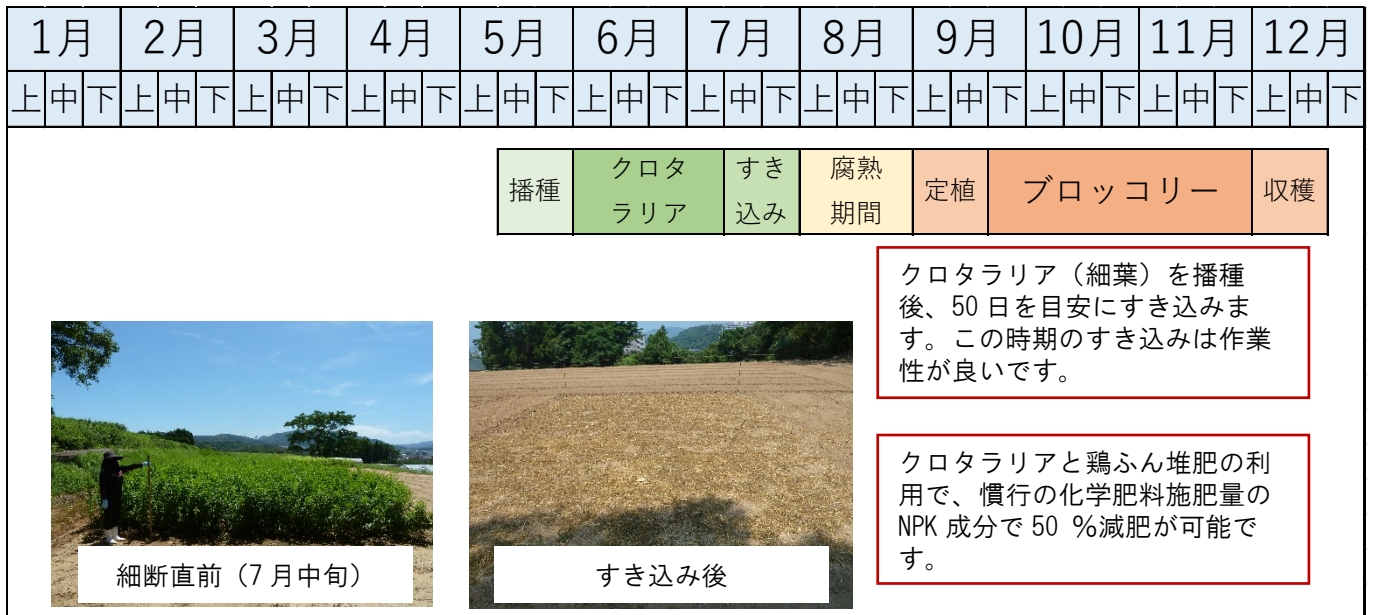 1月 2月 3月 4月 5月 6月 7月 8月 9月 10月 11月 12月
上 中 下 上 中 下 上 中 下 上 中 下 上 中 下 上 中 下 上 中 下 上 中 下 上 中 下 上 中 下 上 中 下 上 中 下
播種
クロタ
ラリア
すき
込み
腐熟
期間
定植
ブロッコリー
収穫
クロタラリア（細葉）を播種
後、50日を目安にすき込みま
す。この時期のすき込みは作業
性が良いです。
クロタラリアと鶏ふん堆肥の利
用で、慣行の化学肥料施肥量の
NPK成分で50 %減肥が可能で
す。
細断直前（7月中旬）
すき込み後